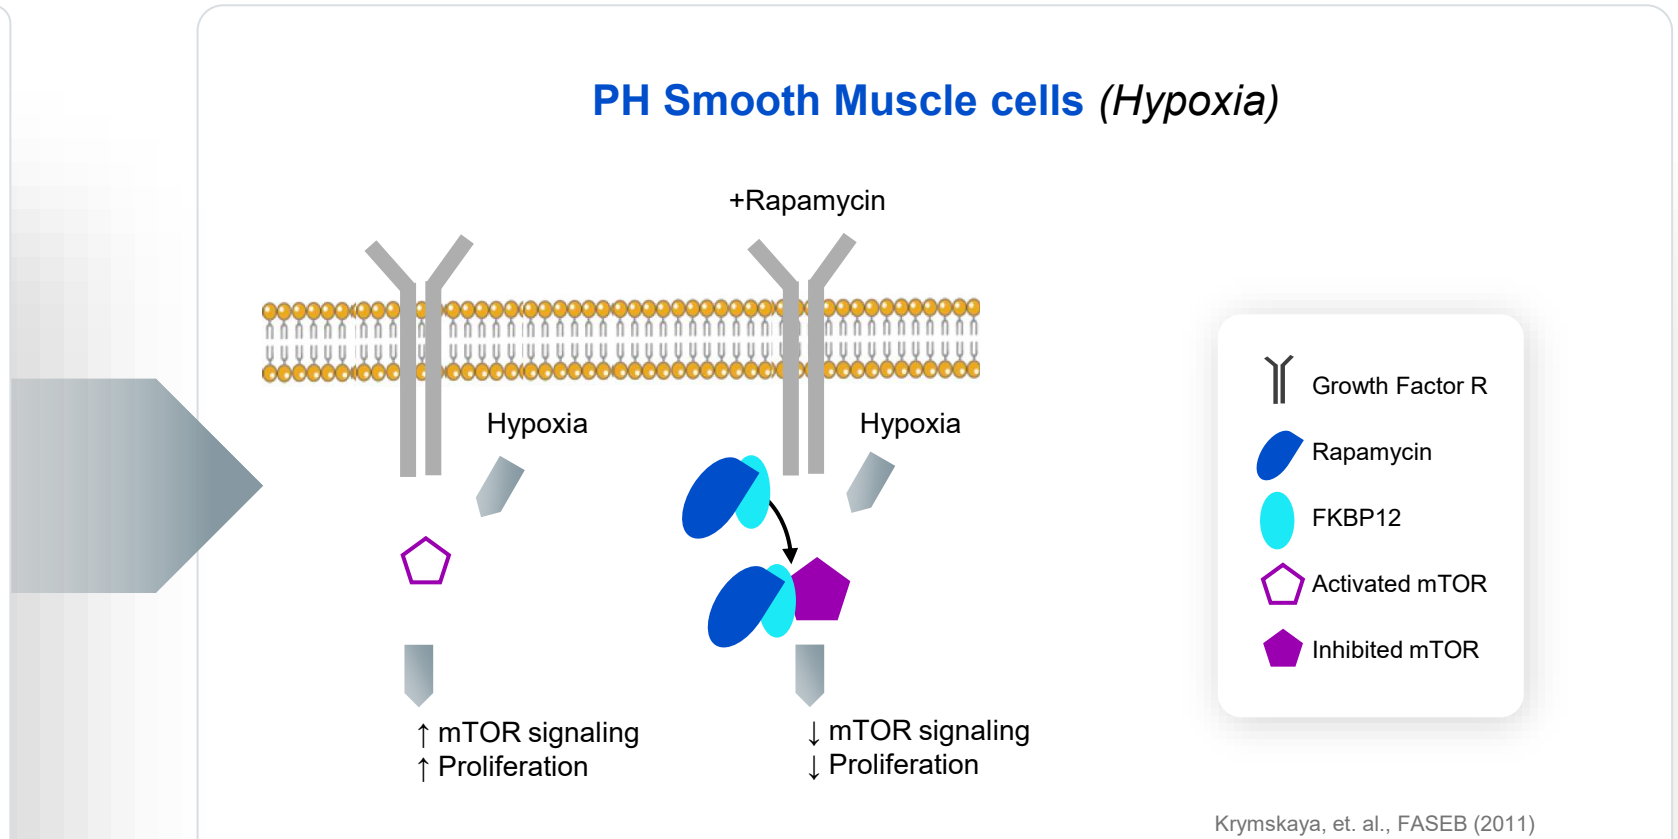 PH Smooth Muscle cells (Hypoxia)
+Rapamycin
Hypoxia
Hypoxia
↑ mTOR signaling
↑ Proliferation
↓ mTOR signaling
↓ Proliferation
Growth Factor R
Rapamycin
FKBP12
Activated mTOR
Inhibited mTOR
Krymskaya, et. al., FASEB (2011)